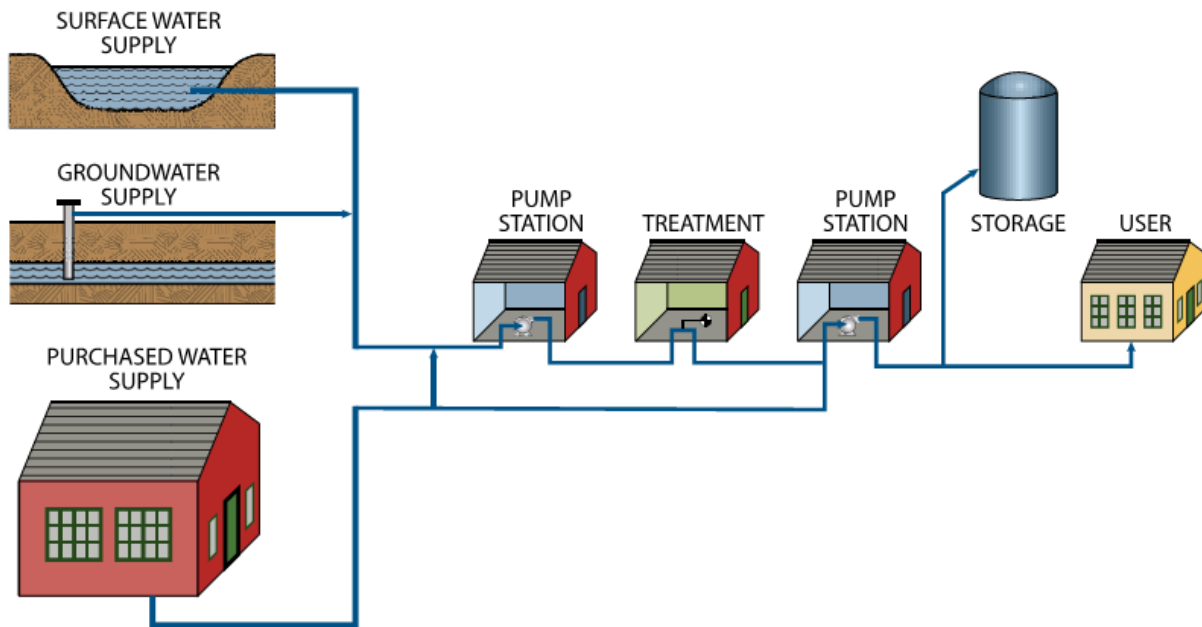 SURFACE WATER
SUPPLY
GROUNDWATER
SUPPLY
PURCHASED WATER
SUPPLY
PUMP
STATION
TREATMENT
PUMP
STATION
STORAGE
USER